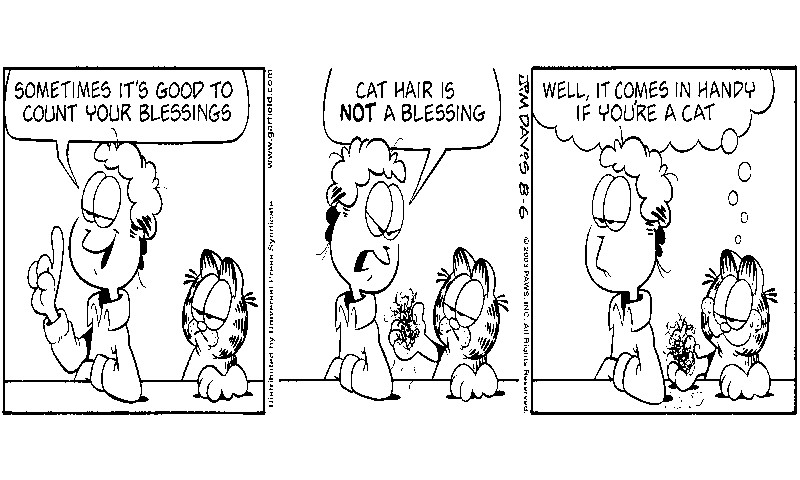 SOMETIMES IT'S GOOD TO
COUNT YOUR BLESSINGS
www.garfield.com
Distributed by Universal Press Syndicate
CAT HAIR IS
NOT A BLESSING
JIM DAVIS 8-6
© 2003 PAWS, INC. All Rights Reserved.
WELL, IT COMES IN HANDY
IF YOU'RE A CAT